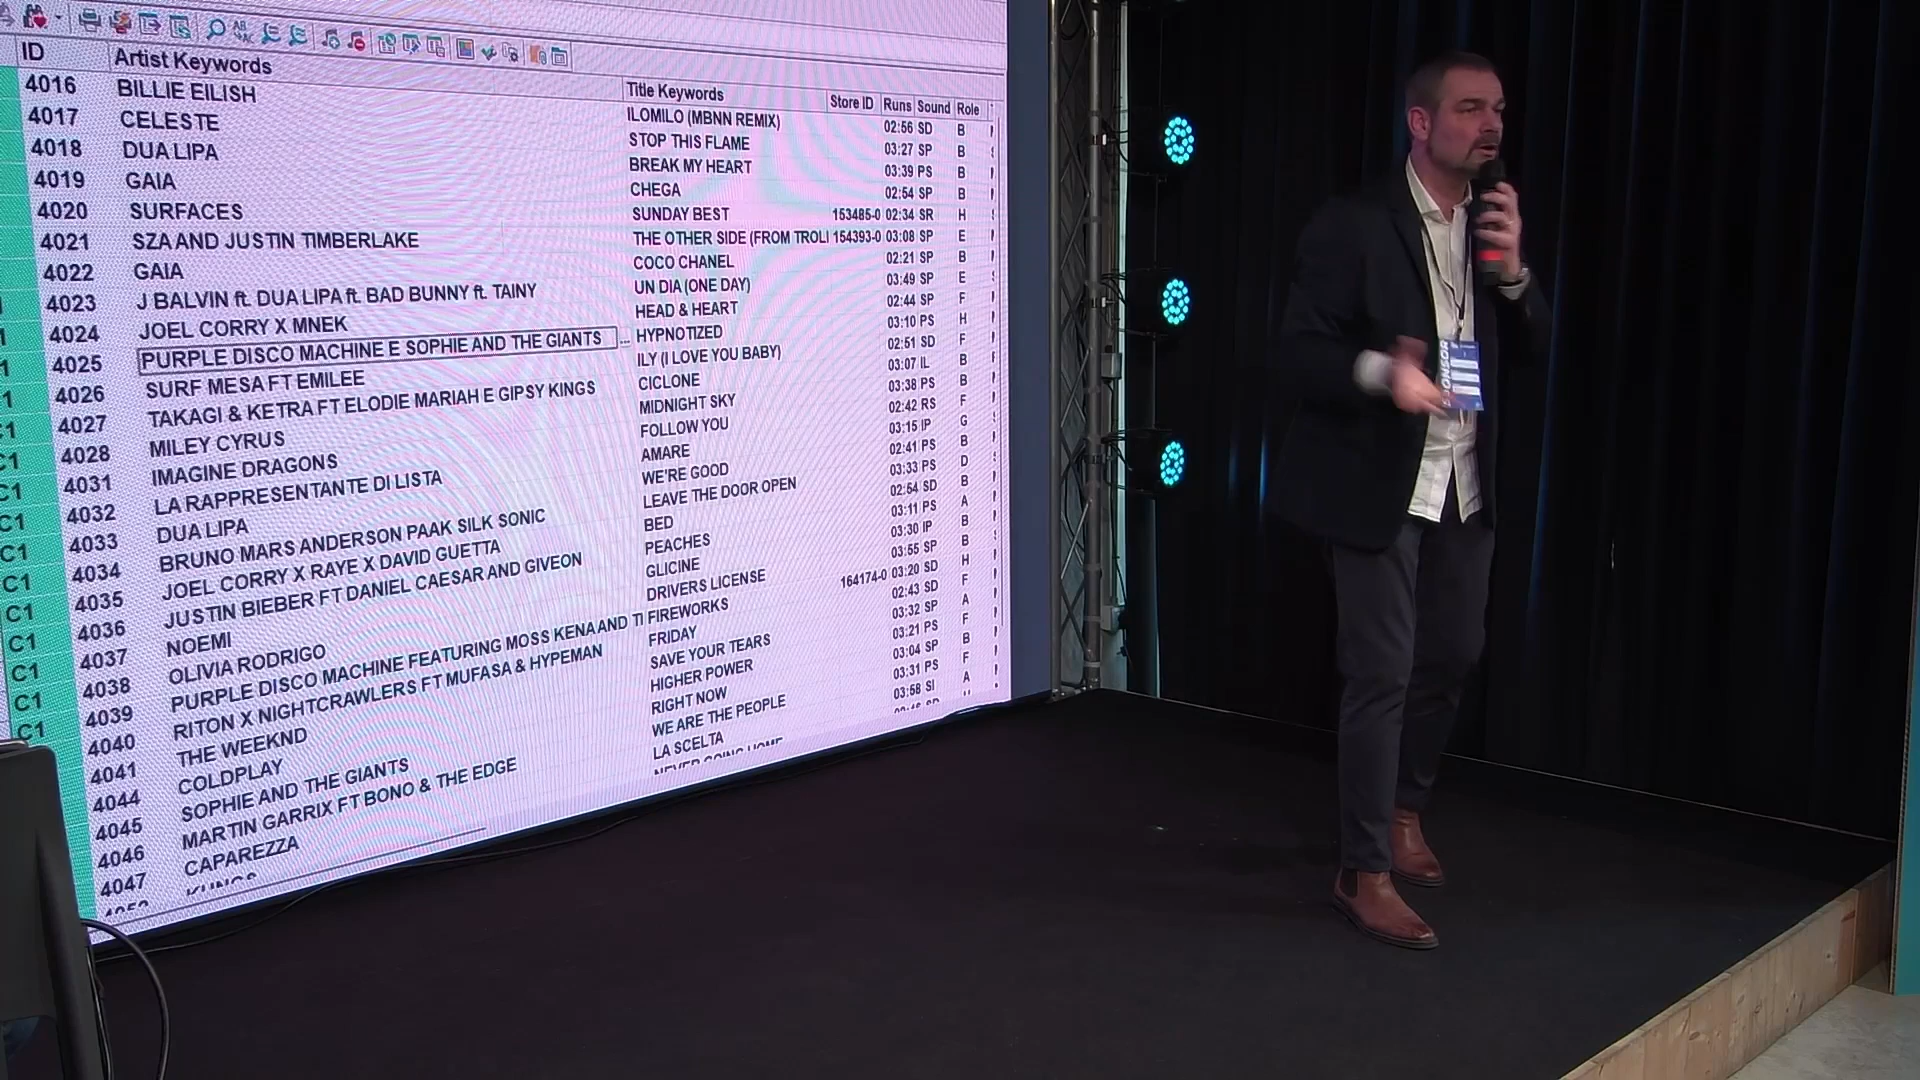 ID Artist Keywords Title Keywords Store ID Runs Sound Role
4016 BILLIE EILISH ILOMILO (MBNN REMIX) 02:56 SD B
4017 CELESTE STOP THIS FLAME 03:27 SP B
4018 DUA LIPA BREAK MY HEART 03:39 PS B
4019 GAIA CHEGA 02:54 SP B
4020 SURFACES SUNDAY BEST 153485-0 02:34 SR H
4021 SZA AND JUSTIN TIMBERLAKE THE OTHER SIDE (FROM TROLI 154393-0 03:08 SP E
4022 GAIA COCO CHANEL 02:21 SP B
4023 J BALVIN ft. DUA LIPA ft. BAD BUNNY ft. TAINY UN DIA (ONE DAY) 03:49 SP E
4024 JOEL CORRY X MNEK HEAD & HEART 02:44 SP F
4025 PURPLE DISCO MACHINE E SOPHIE AND THE GIANTS ... HYPNOTIZED 03:10 PS H
4026 SURF MESA FT EMILEE ILY (I LOVE YOU BABY) 02:51 SD F
4027 TAKAGI & KETRA FT ELODIE MARIAH E GIPSY KINGS CICLONE 03:07 IL B
C1 4028 MILEY CYRUS MIDNIGHT SKY 03:38 PS B
C1 4031 IMAGINE DRAGONS FOLLOW YOU 02:42 RS F
C1 4032 LA RAPPRESENTANTE DI LISTA AMARE 03:15 IP G
C1 4033 DUA LIPA WE'RE GOOD 02:41 PS B
C1 4034 BRUNO MARS ANDERSON PAAK SILK SONIC LEAVE THE DOOR OPEN 03:33 PS D
C1 4035 JOEL CORRY X RAYE X DAVID GUETTA BED 02:54 SD B
C1 4036 JUSTIN BIEBER FT DANIEL CAESAR AND GIVEON PEACHES 03:11 PS A
C1 4037 NOEMI GLICINE 03:30 IP B
C1 4038 OLIVIA RODRIGO DRIVERS LICENSE 03:55 SP B
C1 4039 PURPLE DISCO MACHINE FEATURING MOSS KENA AND TI FIREWORKS 164174-0 03:20 SD H
4040 RITON X NIGHTCRAWLERS FT MUFASA & HYPEMAN FRIDAY 02:43 SD F
4041 THE WEEKND SAVE YOUR TEARS 03:32 SP A
4044 COLDPLAY HIGHER POWER 03:21 PS F
4045 SOPHIE AND THE GIANTS RIGHT NOW 03:04 SP B
4046 MARTIN GARRIX FT BONO & THE EDGE WE ARE THE PEOPLE 03:31 PS F
4047 CAPAREZZA LA SCELTA 03:58 SI A